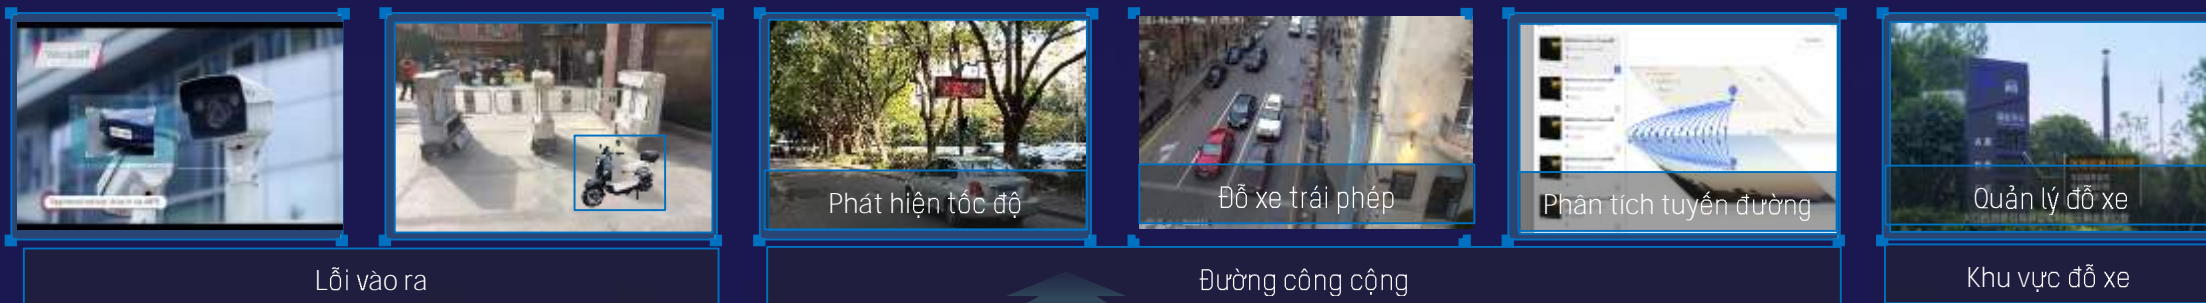 Phát hiện tốc độ
Đỗ xe trái phép
Phân tích tuyến đường
Quản lý đỗ xe
Lỗi vào ra
Đường công cộng
Khu vực đỗ xe